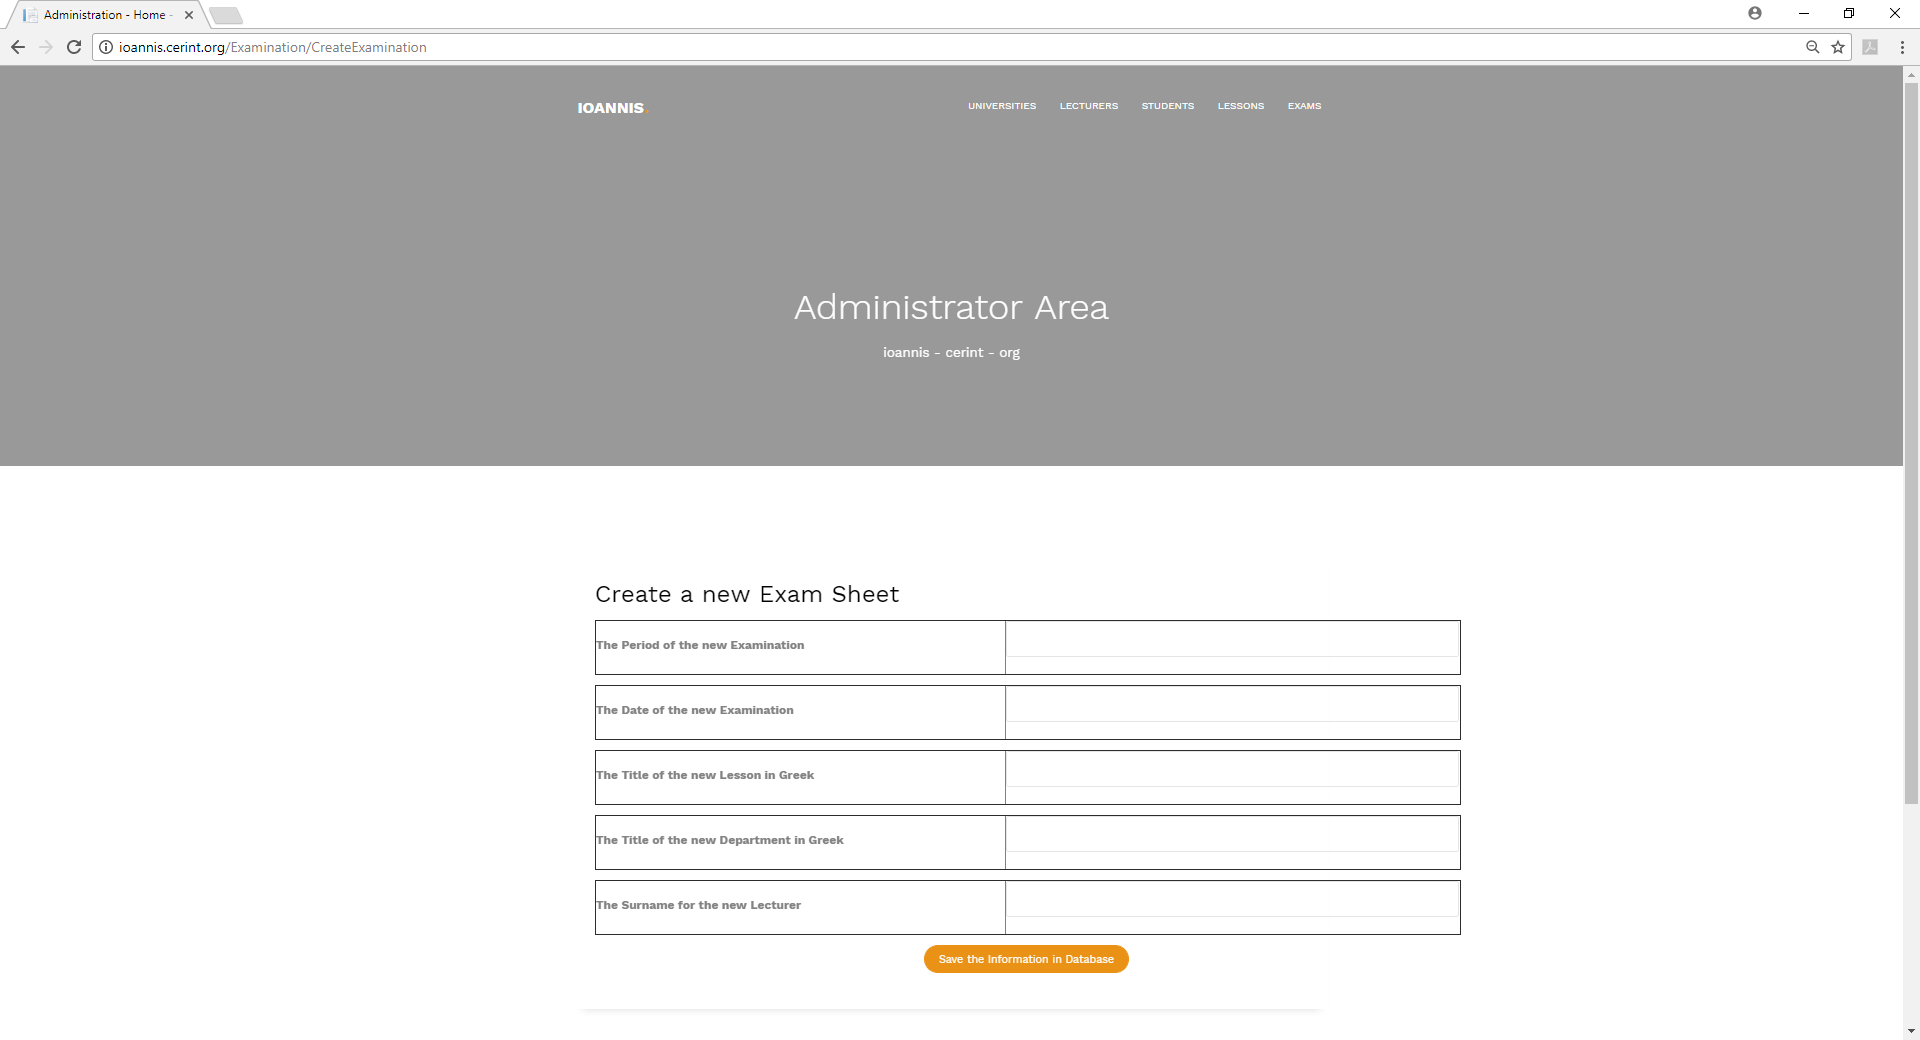 Administration - Home -
ioannis.cerint.org/Examination/CreateExamination
IOANNIS.
UNIVERSITIES LECTURERS STUDENTS LESSONS EXAMS
Administrator Area
ioannis - cerint - org
Create a new Exam Sheet
The Period of the new Examination
The Date of the new Examination
The Title of the new Lesson in Greek
The Title of the new Department in Greek
The Surname for the new Lecturer
Save the Information in Database